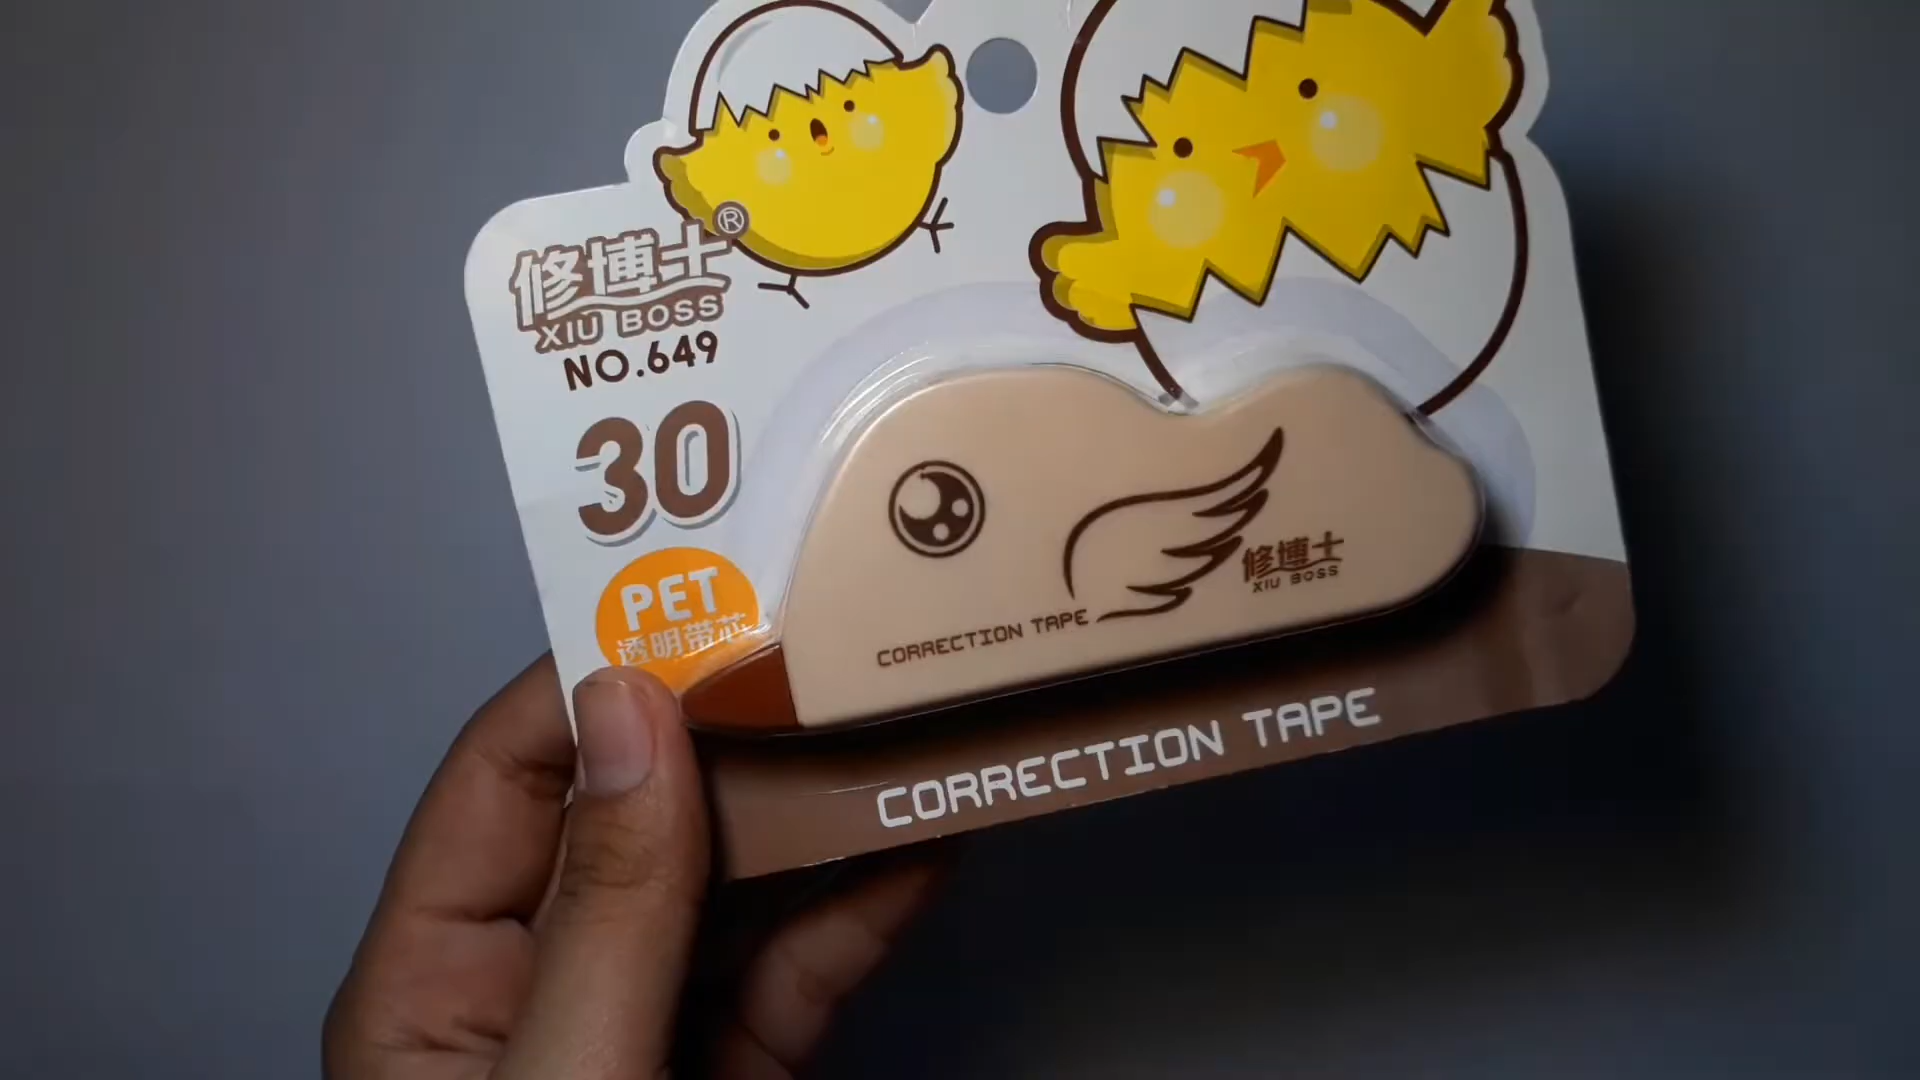 修博士®
XIU BOSS
NO.649
30
PET
透明带芯
修博士
XIU BOSS
CORRECTION TAPE
CORRECTION TAPE